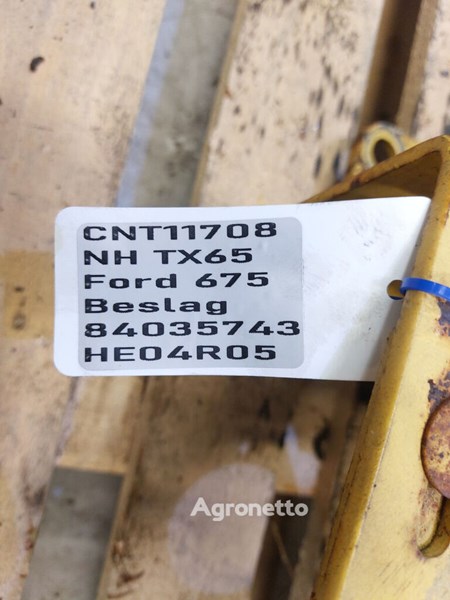 CNT11708
NH TX65
Ford 675
Beslag
84035743
HE04R05
Agronetto